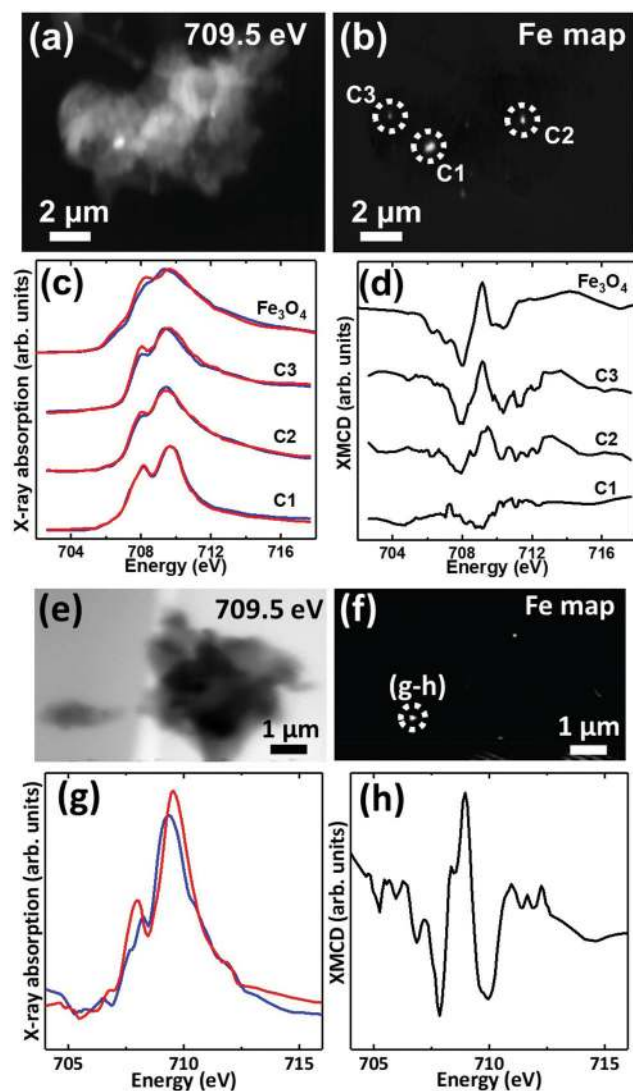 (a) 709.5 eV
2 μm
(b) Fe map
C3
C2
C1
2 μm
(c)
X-ray absorption (arb. units)
Fe₃O₄
C3
C2
C1
704 708 712 716
Energy (eV)
(d)
XMCD (arb. units)
Fe₃O₄
C3
C2
C1
704 708 712 716
Energy (eV)
(e) 709.5 eV
1 μm
(f) Fe map
(g-h)
1 μm
(g)
X-ray absorption (arb. units)
705 710 715
Energy (eV)
(h)
XMCD (arb. units)
705 710 715
Energy (eV)